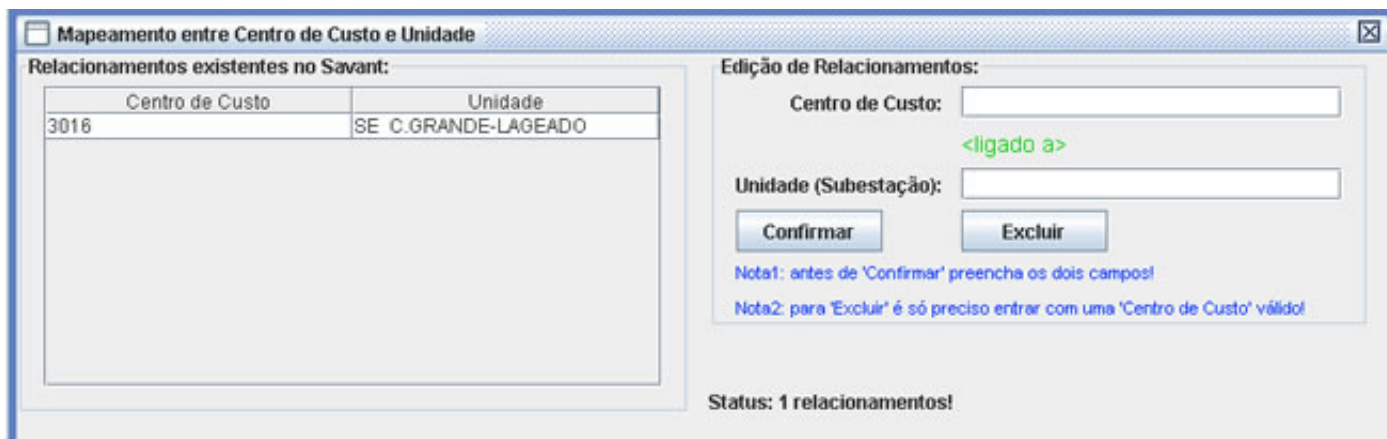 Mapeamento entre Centro de Custo e Unidade
Relacionamentos existentes no Savant:
Centro de Custo Unidade
3016 SE C.GRANDE-LAGEADO
Edição de Relacionamentos:
Centro de Custo:
<ligado a>
Unidade (Subestação):
Confirmar Excluir
Nota1: antes de 'Confirmar' preencha os dois campos!
Nota2: para 'Excluir' é só preciso entrar com uma 'Centro de Custo' válido!
Status: 1 relacionamentos!